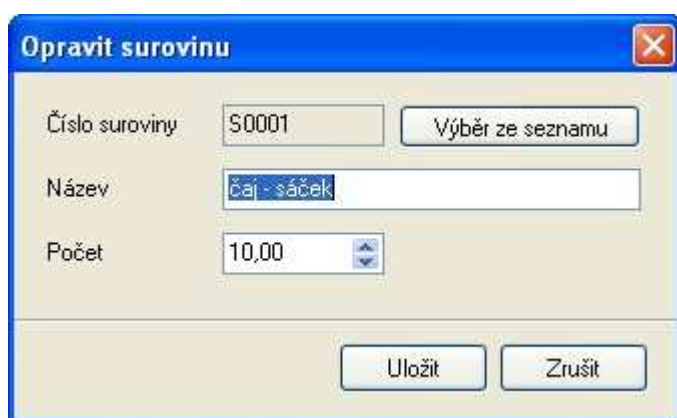 Opravit surovinu
Číslo suroviny S0001 Výběr ze seznamu
Název čaj - sáček
Počet 10,00
Uložit Zrušit